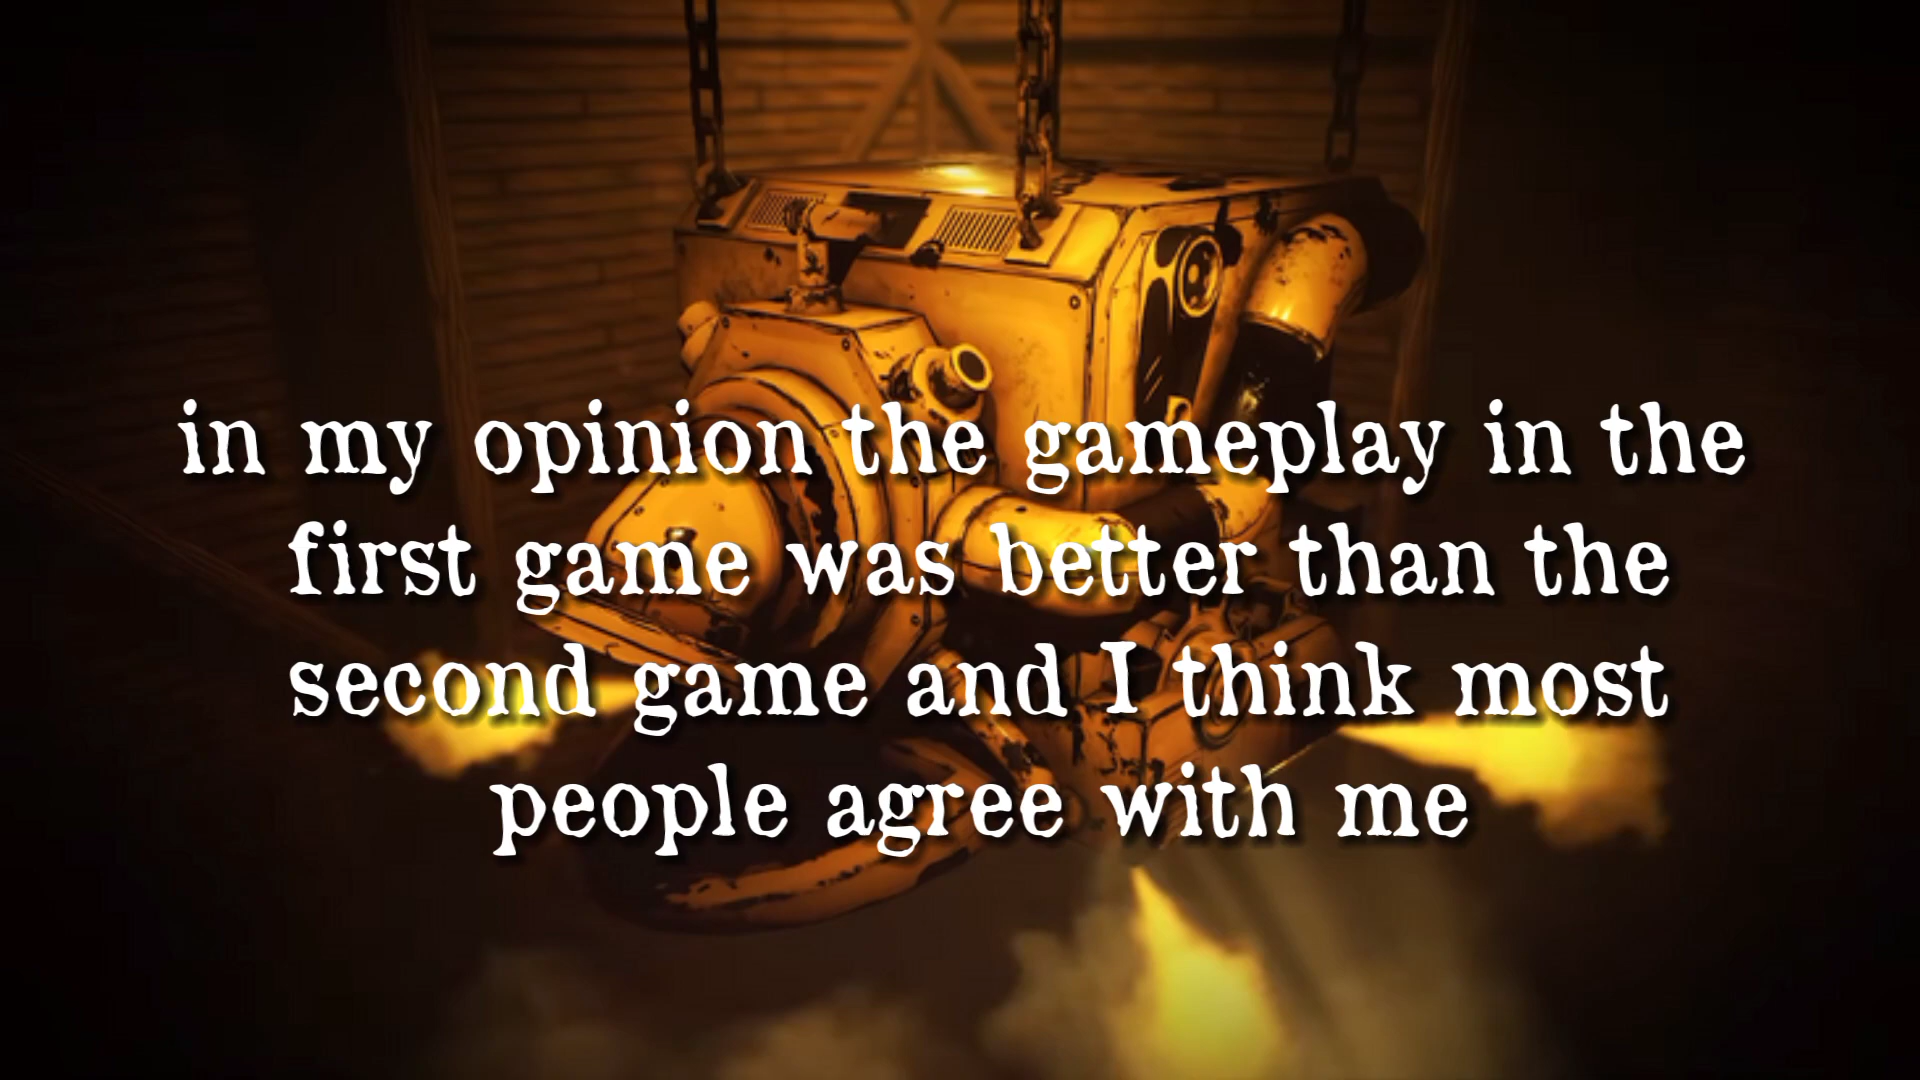 in my opinion the gameplay in the
first game was better than the
second game and I think most
people agree with me